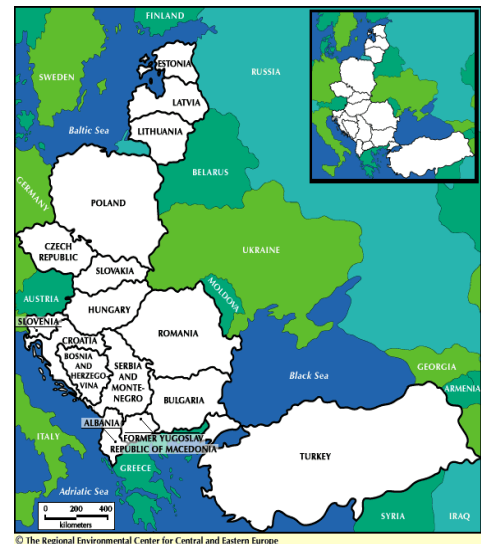 FINLAND
SWEDEN
ESTONIA
RUSSIA
LATVIA
Baltic Sea
LITHUANIA
BELARUS
GERMANY
POLAND
UKRAINE
CZECH
REPUBLIC
SLOVAKIA
AUSTRIA
MOLDOVA
HUNGARY
SLOVENIA
ROMANIA
CROATIA
BOSNIA
AND
HERZEGO
VINA
SERBIA
AND
MONTE-
NEGRO
Black Sea
GEORGIA
ARMENIA
BULGARIA
ALBANIA
ITALY
FORMER YUGOSLAV
REPUBLIC OF MACEDONIA
TURKEY
GREECE
Adriatic Sea
0 200 400
kilometers
SYRIA
IRAQ
© The Regional Environmental Center for Central and Eastern Europe